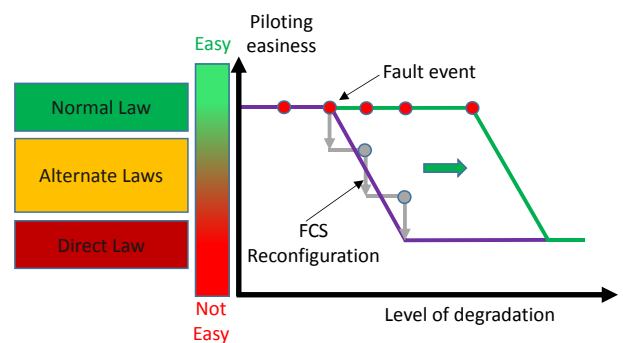 Piloting
easiness
Easy
Fault event
Normal Law
Alternate Laws
FCS
Reconfiguration
Direct Law
Not
Easy
Level of degradation